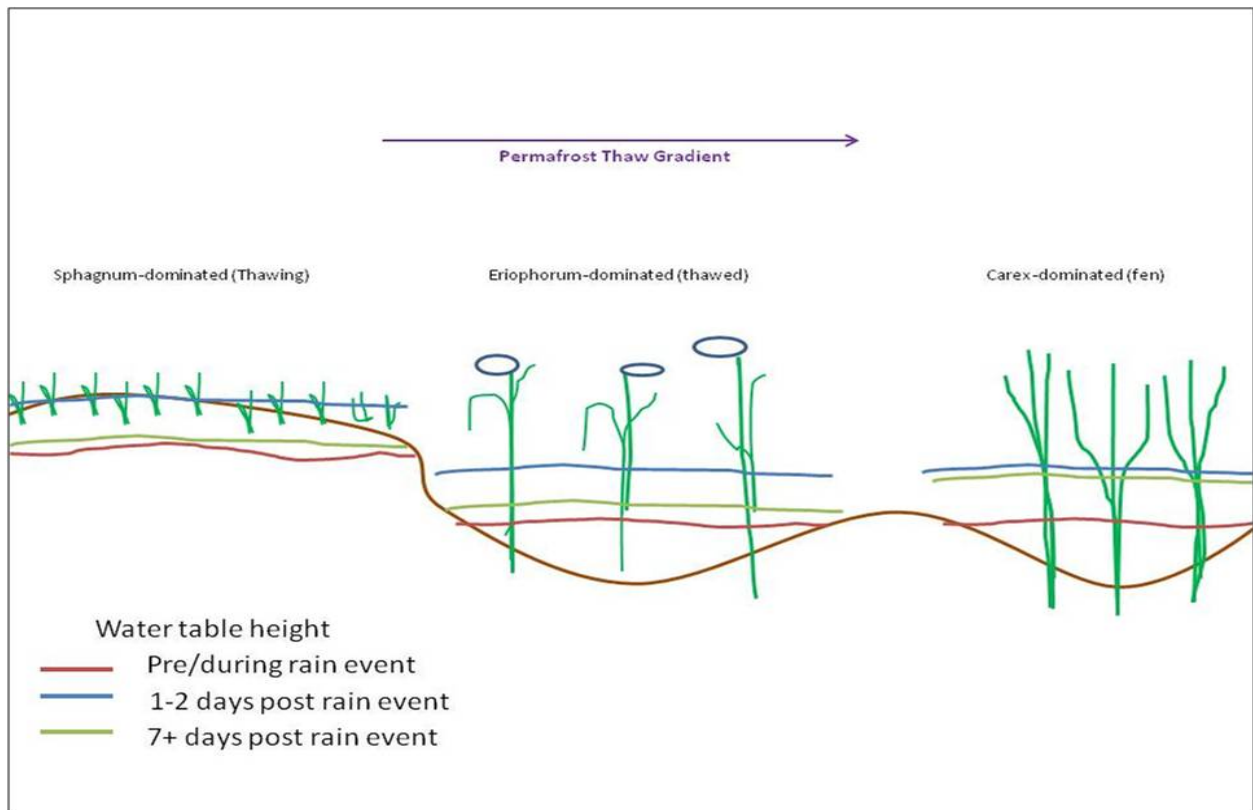 Permafrost Thaw Gradient
Sphagnum-dominated (Thawing)
Eriophorum-dominated (thawed)
Carex-dominated (fen)
Water table height
Pre/during rain event
1-2 days post rain event
7+ days post rain event